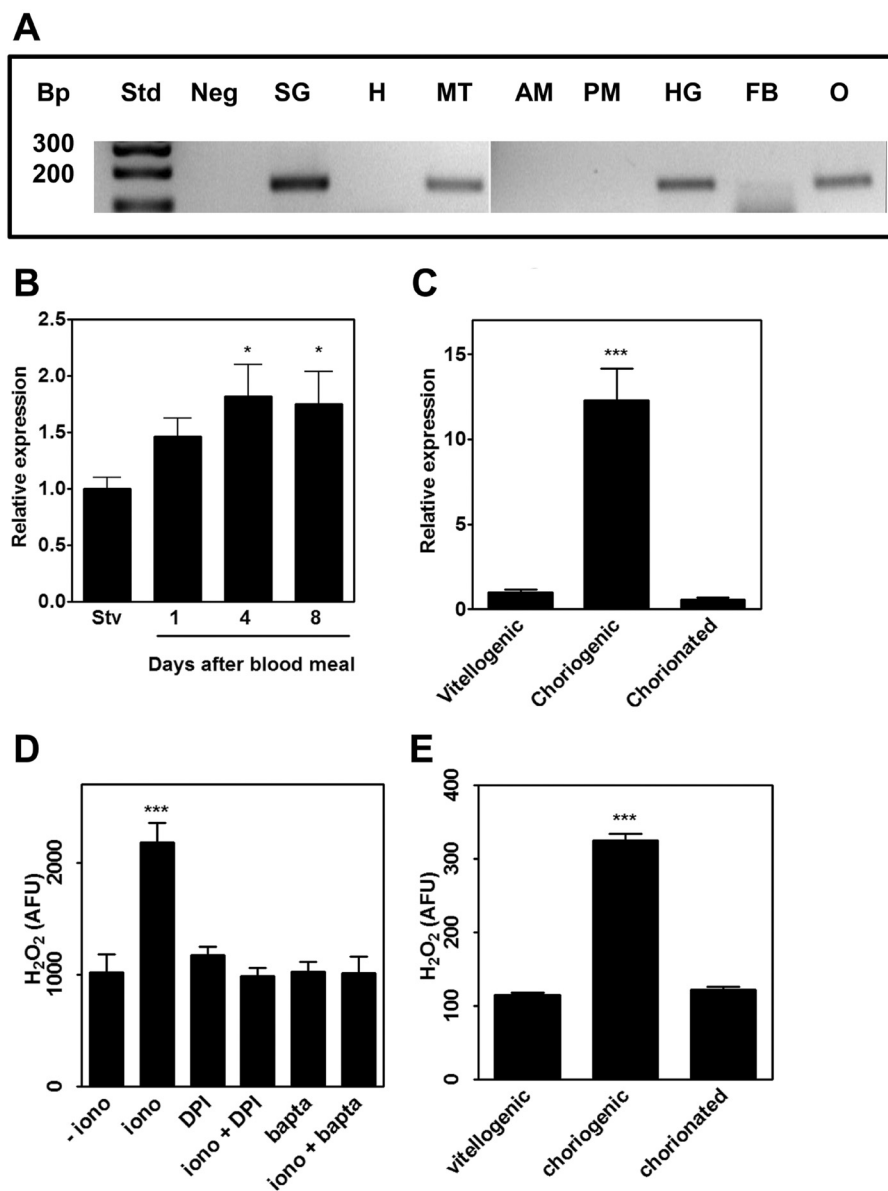 A
Bp Std Neg SG H MT AM PM HG FB O
300
200
B
Relative expression
2.5
2.0
1.5
1.0
0.5
0.0
* *
Stv 1 4 8
Days after blood meal
C
Relative expression
15
10
5
0
***
Vitellogenic
Choriogenic
Chorionated
D
H₂O₂ (AFU)
2000
1000
0
***
- iono
iono
DPI
iono + DPI
bapta
iono + bapta
E
H₂O₂ (AFU)
400
300
200
100
0
***
vitellogenic
choriogenic
chorionated